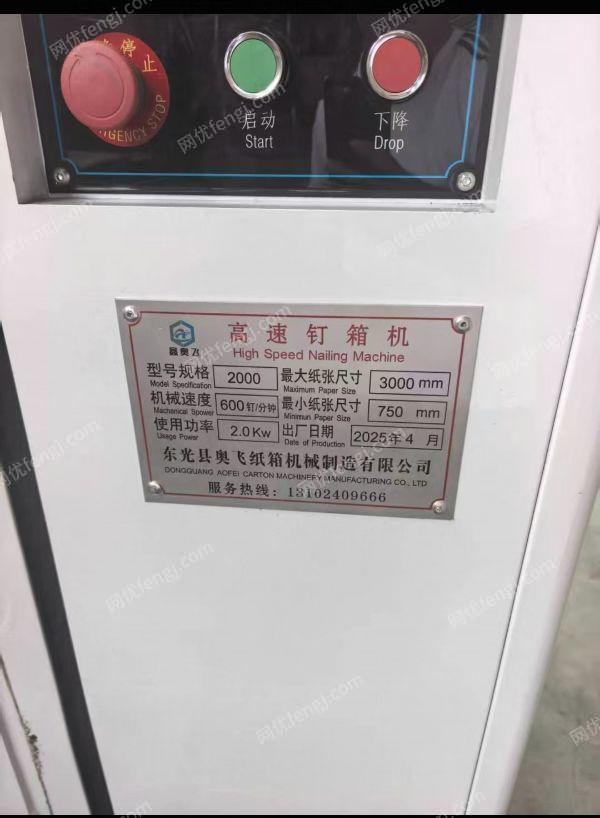 急停止
EMERGENCY STOP
启动
Start
下降
Drop
鑫奥飞
高速钉箱机
High Speed Nailing Machine
型号规格 2000 最大纸张尺寸 3000 mm
Model Specification Maximum Paper Size
机械速度 600钉/分钟 最小纸张尺寸 750 mm
Machanical Spower Minimun Paper Size
使用功率 2.0Kw 出厂日期 2025年4月
Usage Power Date of Production
东光县奥飞纸箱机械制造有限公司
DONGGUANG AOFEI CARTON MACHINERY MANUFACTURING CO., LTD
服务热线: 13102409666
网优fengj.com